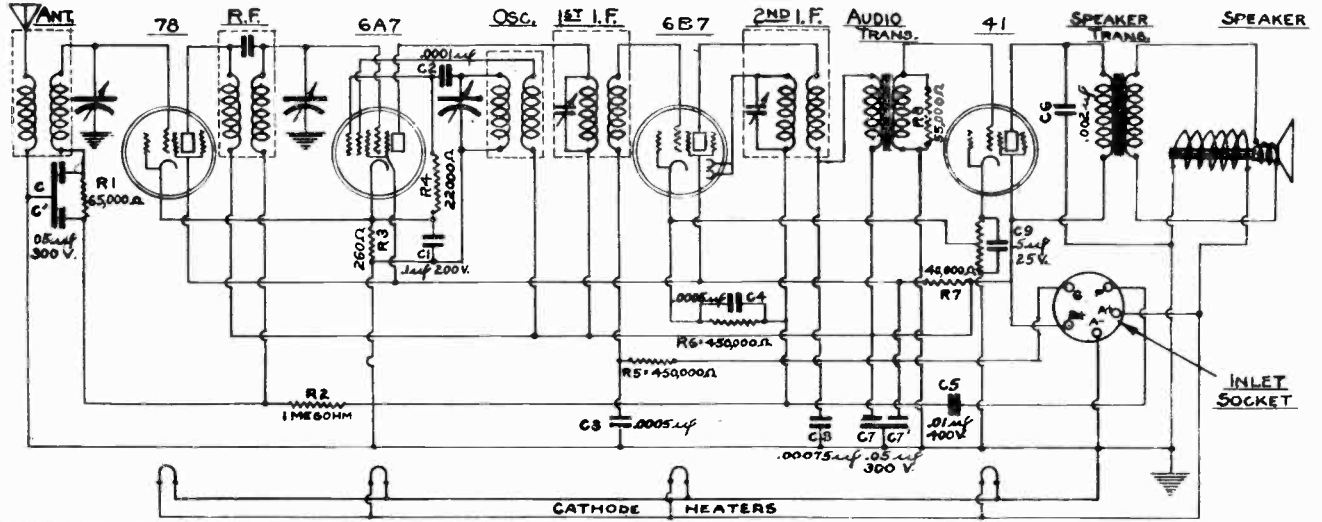 ANT.
78
R.F.
6A7
OSC.
1ST I.F.
6B7
2ND I.F.
AUDIO
TRANS.
41
SPEAKER
TRANS.
SPEAKER
.0001uf
C2
R8
25,000Ω
C6
.002uf
C
C'
R1
65,000Ω
.05uf
300V.
R4
22000Ω
260Ω
R3
C1
.1uf 200V.
C9
.5uf
25V.
40,000Ω
R7
.0005uf
C4
R6=450,000Ω
R5=450,000Ω
G
P
A+
A-
INLET
SOCKET
R2
1 MEGOHM
C5
.01uf
400V.
C3
.0005uf
C8
.00075uf
C7
C7'
.05uf
300V.
CATHODE HEATERS